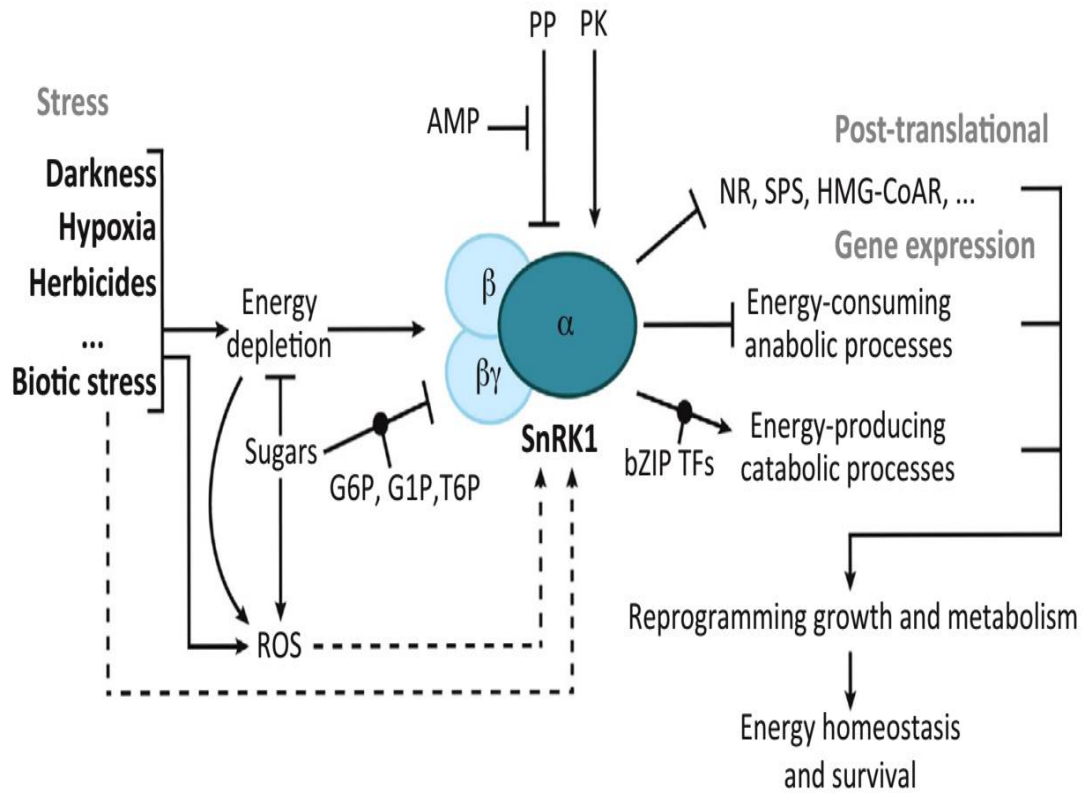 PP PK
Stress
AMP
Post-translational
Darkness
NR, SPS, HMG-CoAR, ...
Hypoxia
Gene expression
Herbicides
β
Energy
depletion
α
Energy-consuming
anabolic processes
...
Biotic stress
βγ
Sugars
SnRK1
bZIP TFs
Energy-producing
catabolic processes
G6P, G1P,T6P
ROS
Reprogramming growth and metabolism
Energy homeostasis
and survival